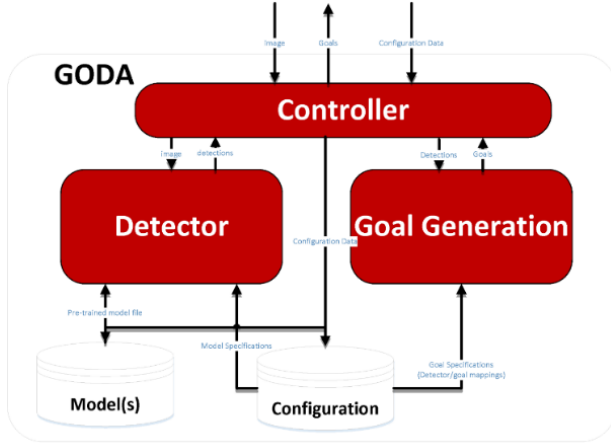 Image
Goals
Configuration Data
GODA
Controller
image
detections
Detections
Goals
Detector
Goal Generation
Configuration Data
Pre-trained model file
Model Specifications
Goal Specifications
(Detector/goal mappings)
Model(s)
Configuration